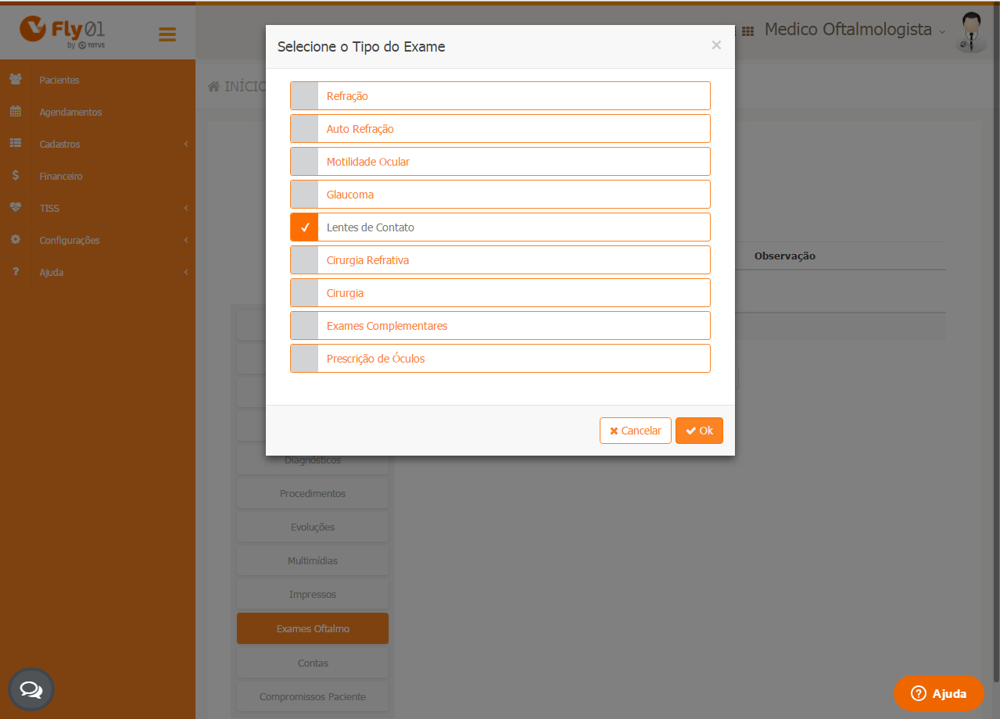 Fly01
by TOTVS
Medico Oftalmologista
Pacientes
Agendamentos
Cadastros
Financeiro
TISS
Configurações
Ajuda
INÍCIO
Selecione o Tipo do Exame
×
Refração
Auto Refração
Motilidade Ocular
Glaucoma
Lentes de Contato
Cirurgia Refrativa
Cirurgia
Exames Complementares
Prescrição de Óculos
Cancelar
Ok
Observação
Diagnósticos
Procedimentos
Evoluções
Multimídias
Impressos
Exames Oftalmo
Contas
Compromissos Paciente
? Ajuda